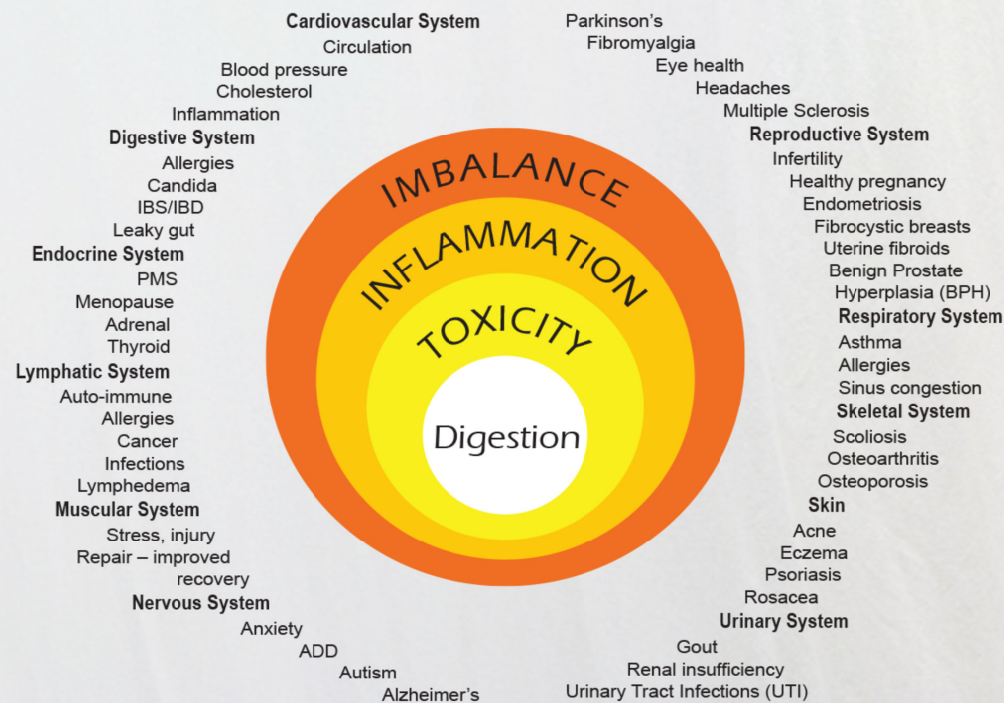 Cardiovascular System
Circulation
Blood pressure
Cholesterol
Inflammation
Digestive System
Allergies
Candida
IBS/IBD
Leaky gut
Endocrine System
PMS
Menopause
Adrenal
Thyroid
Lymphatic System
Auto-immune
Allergies
Cancer
Infections
Lymphedema
Muscular System
Stress, injury
Repair – improved
recovery
Nervous System
Anxiety
ADD
Autism
Alzheimer's
Parkinson's
Fibromyalgia
Eye health
Headaches
Multiple Sclerosis
Reproductive System
Infertility
Healthy pregnancy
Endometriosis
Fibrocystic breasts
Uterine fibroids
Benign Prostate
Hyperplasia (BPH)
Respiratory System
Asthma
Allergies
Sinus congestion
Skeletal System
Scoliosis
Osteoarthritis
Osteoporosis
Skin
Acne
Eczema
Psoriasis
Rosacea
Urinary System
Gout
Renal insufficiency
Urinary Tract Infections (UTI)
IMBALANCE
INFLAMMATION
TOXICITY
Digestion